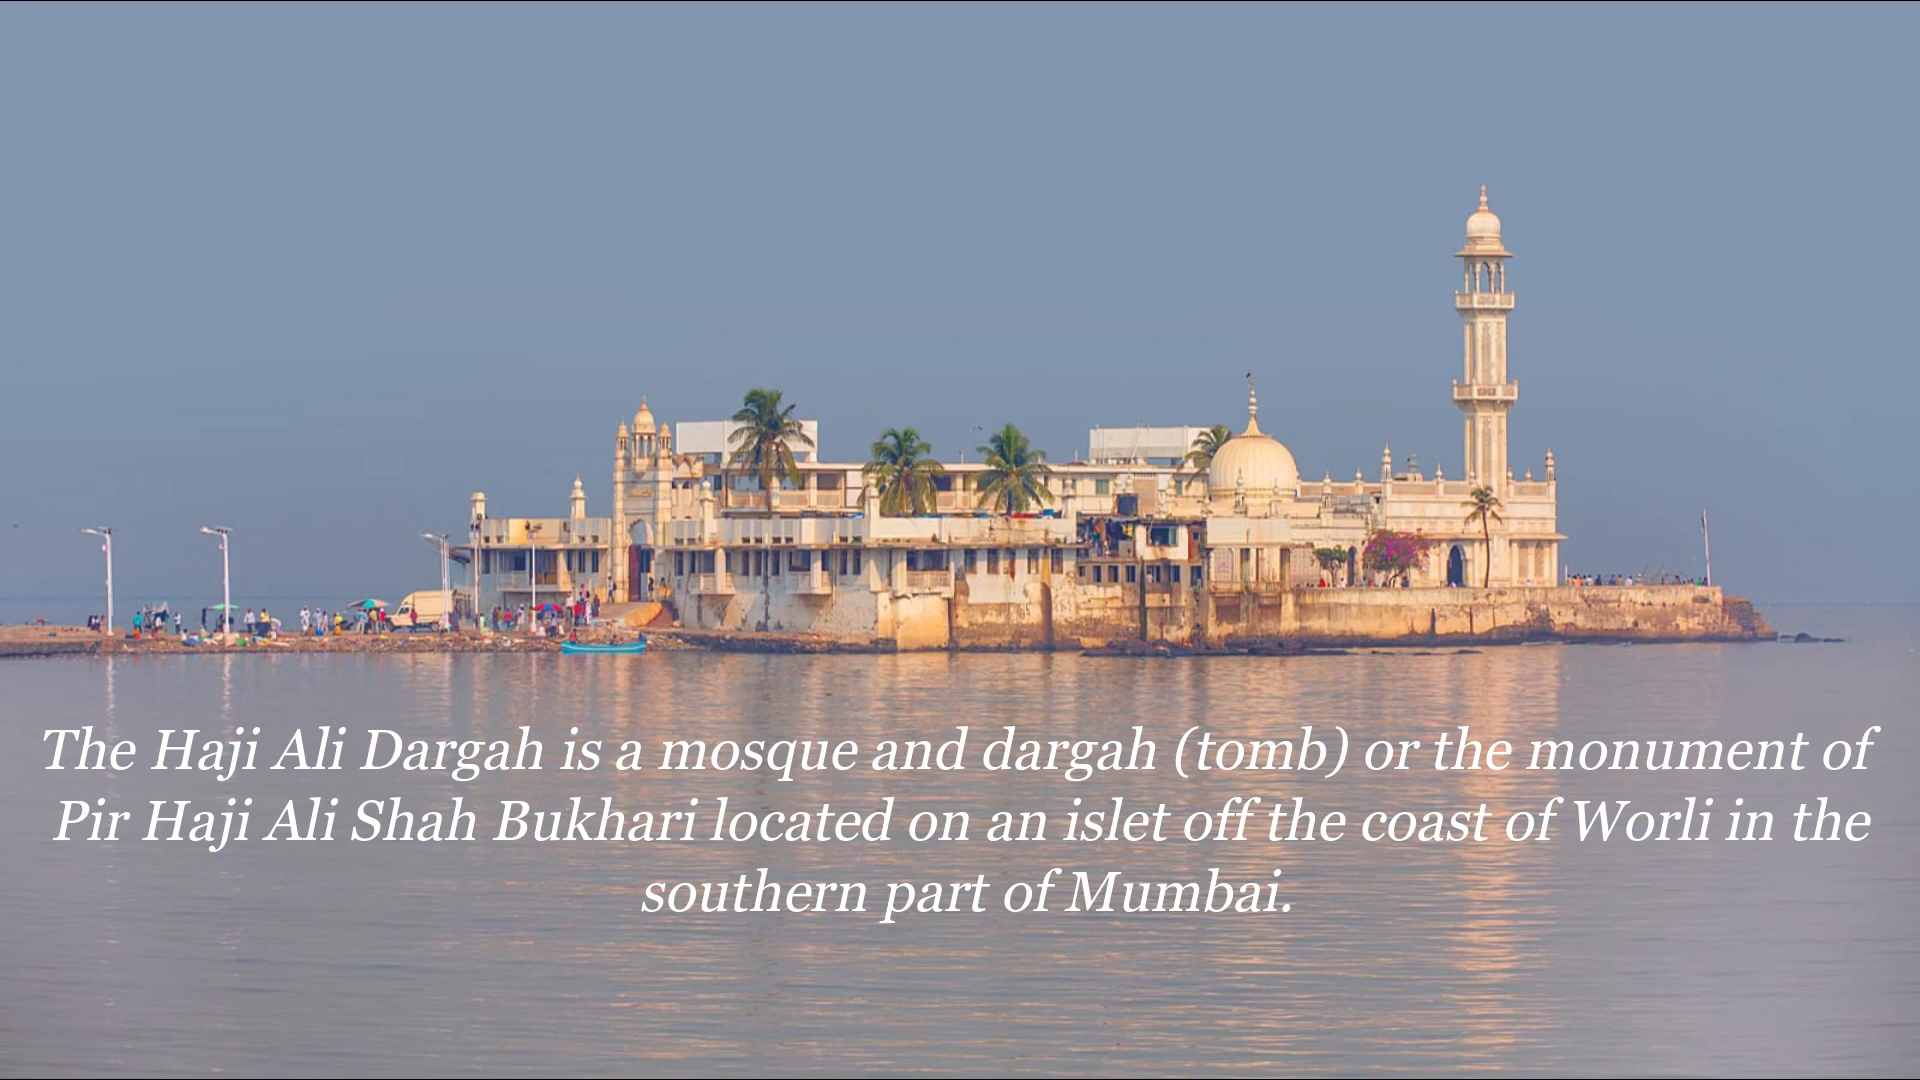 The Haji Ali Dargah is a mosque and dargah (tomb) or the monument of
Pir Haji Ali Shah Bukhari located on an islet off the coast of Worli in the
southern part of Mumbai.